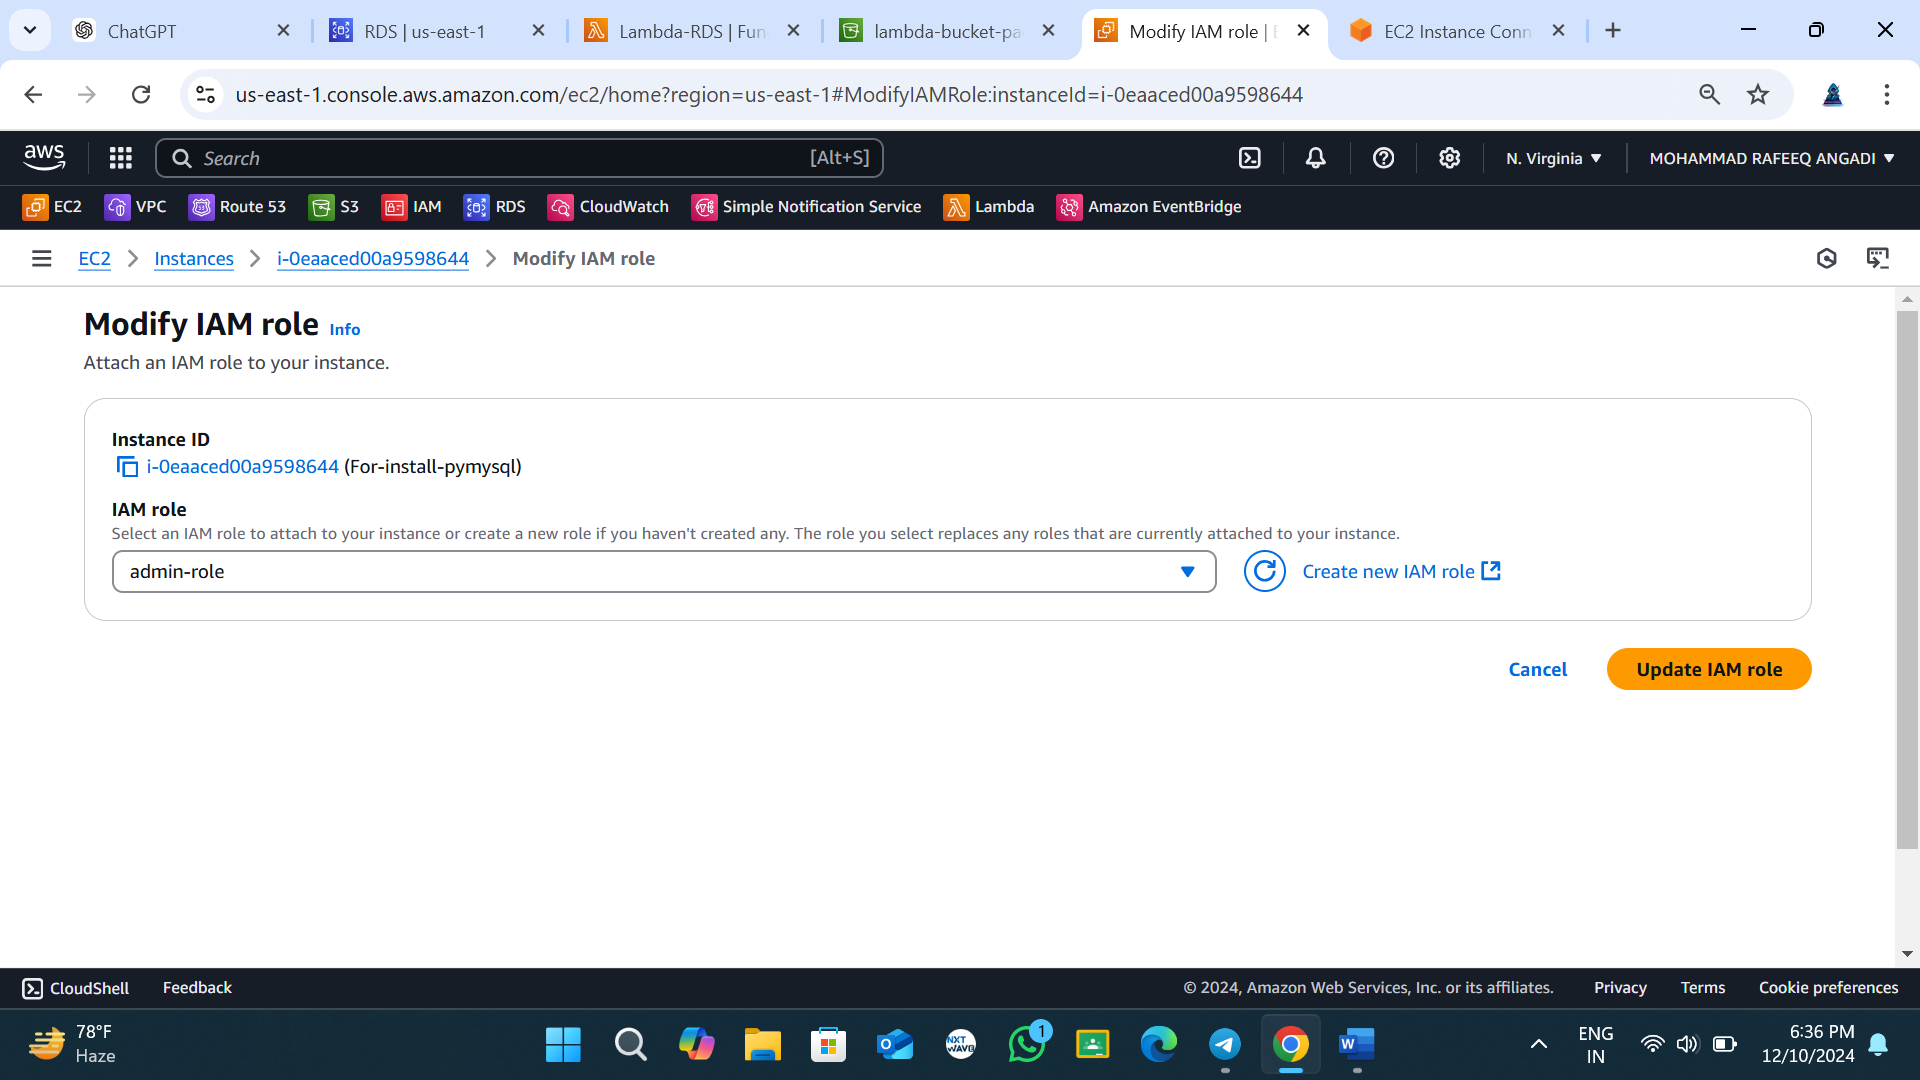 ChatGPT
RDS | us-east-1
Lambda-RDS | Fun
lambda-bucket-pa
Modify IAM role | E
EC2 Instance Conn
us-east-1.console.aws.amazon.com/ec2/home?region=us-east-1#ModifyIAMRole:instanceId=i-0eaaced00a9598644
aws
Search
[Alt+S]
N. Virginia
MOHAMMAD RAFEEQ ANGADI
EC2
VPC
Route 53
S3
IAM
RDS
CloudWatch
Simple Notification Service
Lambda
Amazon EventBridge
EC2
Instances
i-0eaaced00a9598644
Modify IAM role
Modify IAM role Info
Attach an IAM role to your instance.
Instance ID
i-0eaaced00a9598644 (For-install-pymysql)
IAM role
Select an IAM role to attach to your instance or create a new role if you haven't created any. The role you select replaces any roles that are currently attached to your instance.
admin-role
Create new IAM role
Cancel
Update IAM role
CloudShell
Feedback
© 2024, Amazon Web Services, Inc. or its affiliates.
Privacy
Terms
Cookie preferences
78°F
Haze
NXT
WAVE
1
ENG
IN
6:36 PM
12/10/2024